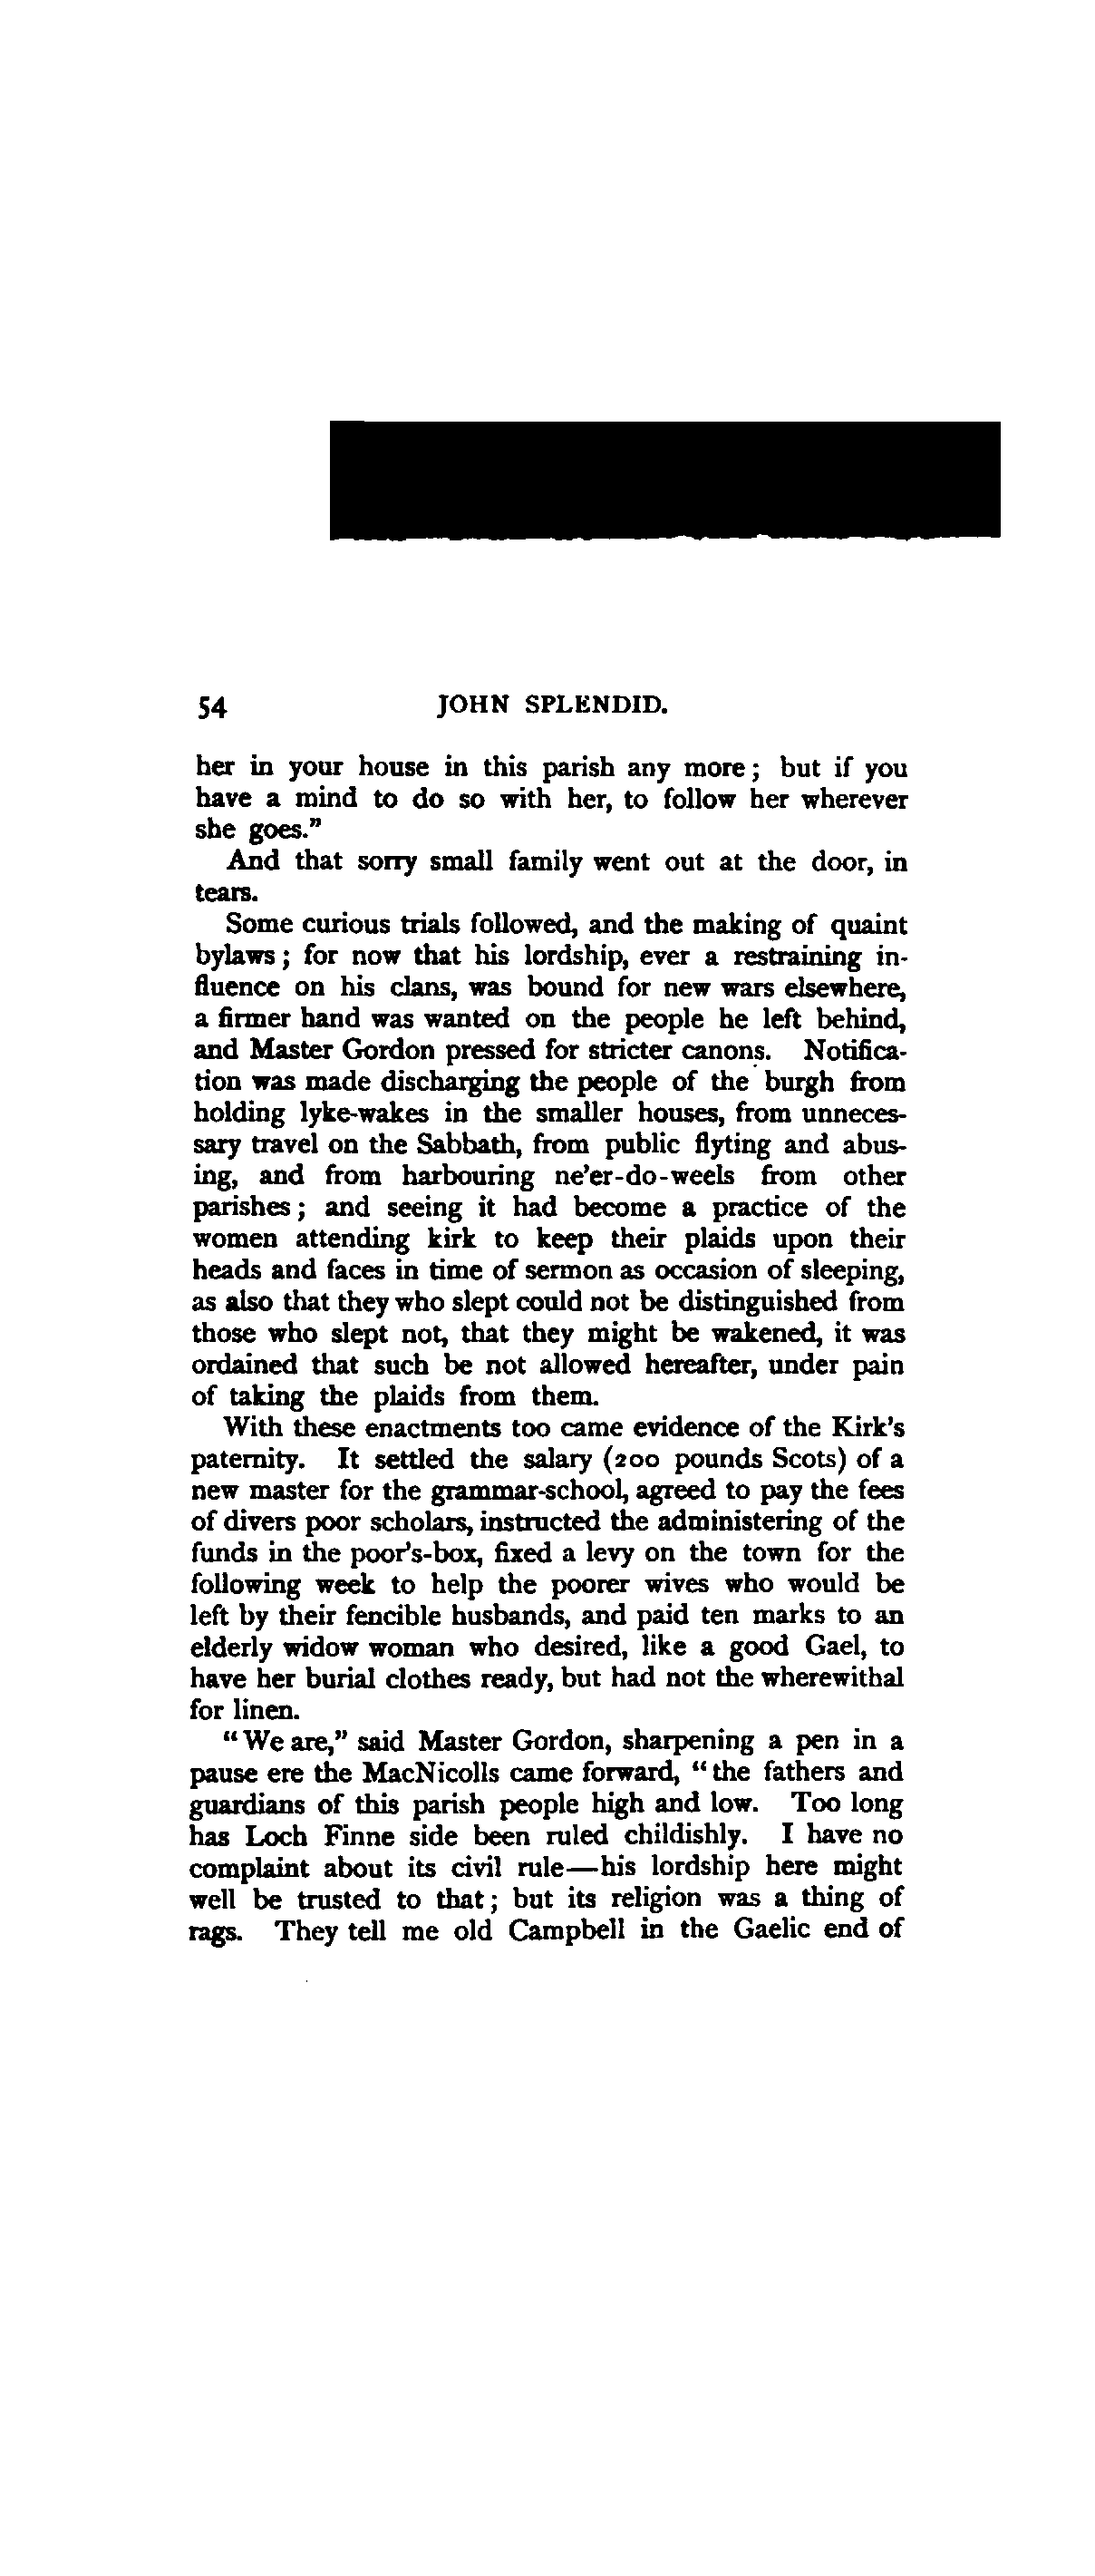 54 JOHN SPLENDID.
her in your house in this parish any more; but if you
have a mind to do so with her, to follow her wherever
she goes.”
And that sorry small family went out at the door, in
tears.
Some curious trials followed, and the making of quaint
bylaws; for now that his lordship, ever a restraining in-
fluence on his clans, was bound for new wars elsewhere,
a firmer hand was wanted on the people he left behind,
and Master Gordon pressed for stricter canons. Notifica-
tion was made discharging the people of the burgh from
holding lyke-wakes in the smaller houses, from unneces-
sary travel on the Sabbath, from public flyting and abus-
ing, and from harbouring ne’er-do-weels from other
parishes; and seeing it had become a practice of the
women attending kirk to keep their plaids upon their
heads and faces in time of sermon as occasion of sleeping,
as also that they who slept could not be distinguished from
those who slept not, that they might be wakened, it was
ordained that such be not allowed hereafter, under pain
of taking the plaids from them.
With these enactments too came evidence of the Kirk’s
paternity. It settled the salary (200 pounds Scots) of a
new master for the grammar-school, agreed to pay the fees
of divers poor scholars, instructed the administering of the
funds in the poor’s-box, fixed a levy on the town for the
following week to help the poorer wives who would be
left by their fencible husbands, and paid ten marks to an
elderly widow woman who desired, like a good Gael, to
have her burial clothes ready, but had not the wherewithal
for linen.
“We are,” said Master Gordon, sharpening a pen in a
pause ere the MacNicolls came forward, “the fathers and
guardians of this parish people high and low. Too long
has Loch Finne side been ruled childishly. I have no
complaint about its civil rule—his lordship here might
well be trusted to that; but its religion was a thing of
rags. They tell me old Campbell in the Gaelic end of